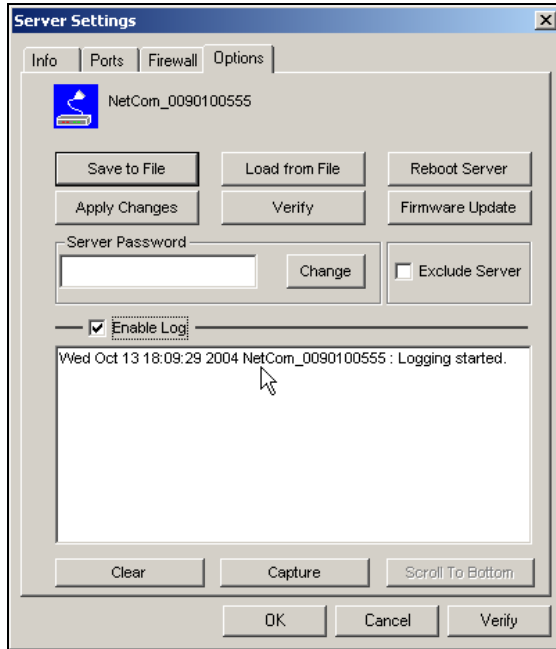 Server Settings
Info Ports Firewall Options
NetCom_0090100555
Save to File Load from File Reboot Server
Apply Changes Verify Firmware Update
Server Password
Change Exclude Server
Enable Log
Wed Oct 13 18:09:29 2004 NetCom_0090100555 : Logging started.
Clear Capture Scroll To Bottom
OK Cancel Verify